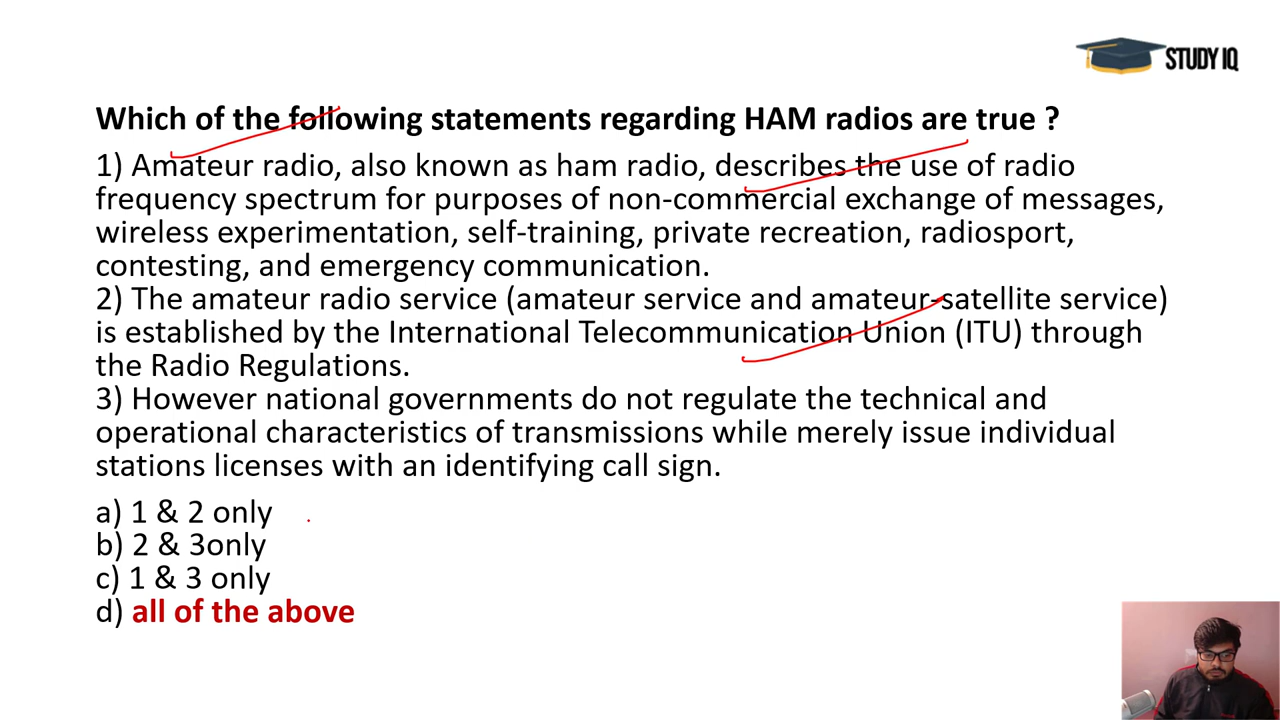 STUDY IQ
Which of the following statements regarding HAM radios are true ?
1) Amateur radio, also known as ham radio, describes the use of radio
frequency spectrum for purposes of non-commercial exchange of messages,
wireless experimentation, self-training, private recreation, radiosport,
contesting, and emergency communication.
2) The amateur radio service (amateur service and amateur-satellite service)
is established by the International Telecommunication Union (ITU) through
the Radio Regulations.
3) However national governments do not regulate the technical and
operational characteristics of transmissions while merely issue individual
stations licenses with an identifying call sign.
a) 1 & 2 only
b) 2 & 3only
c) 1 & 3 only
d) all of the above